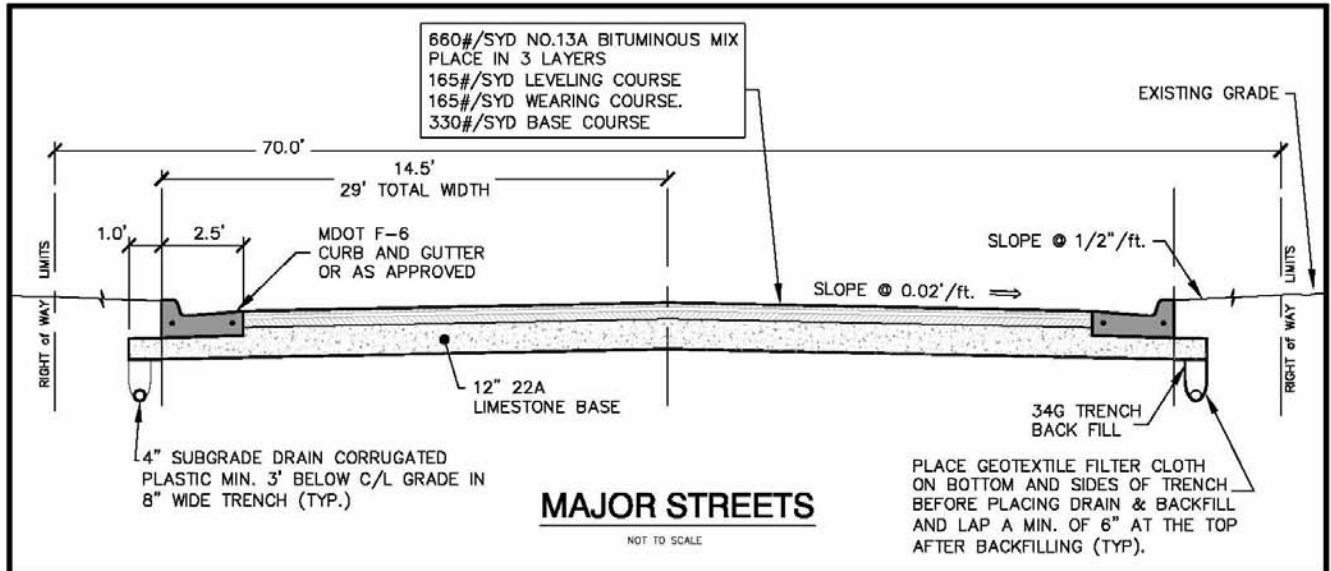 660#/SYD NO.13A BITUMINOUS MIX
PLACE IN 3 LAYERS
165#/SYD LEVELING COURSE
165#/SYD WEARING COURSE.
330#/SYD BASE COURSE
EXISTING GRADE
70.0'
14.5'
29' TOTAL WIDTH
1.0'
2.5'
MDOT F-6
CURB AND GUTTER
OR AS APPROVED
SLOPE @ 1/2"/ft.
SLOPE @ 0.02'/ft.
RIGHT of WAY LIMITS
RIGHT of WAY LIMITS
12" 22A
LIMESTONE BASE
34G TRENCH
BACK FILL
4" SUBGRADE DRAIN CORRUGATED
PLASTIC MIN. 3' BELOW C/L GRADE IN
8" WIDE TRENCH (TYP.)
PLACE GEOTEXTILE FILTER CLOTH
ON BOTTOM AND SIDES OF TRENCH
BEFORE PLACING DRAIN & BACKFILL
AND LAP A MIN. OF 6" AT THE TOP
AFTER BACKFILLING (TYP).
MAJOR STREETS
NOT TO SCALE